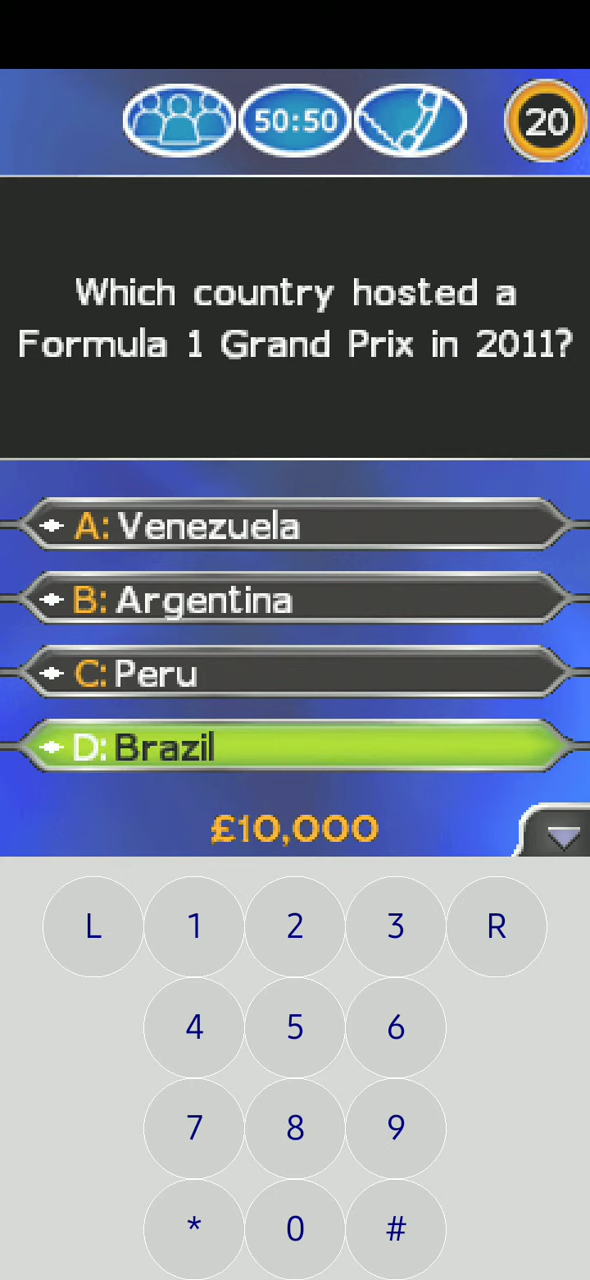 50:50
20
Which country hosted a
Formula 1 Grand Prix in 2011?
A: Venezuela
B: Argentina
C: Peru
D: Brazil
£10,000
L 1 2 3 R
4 5 6
7 8 9
* 0 #